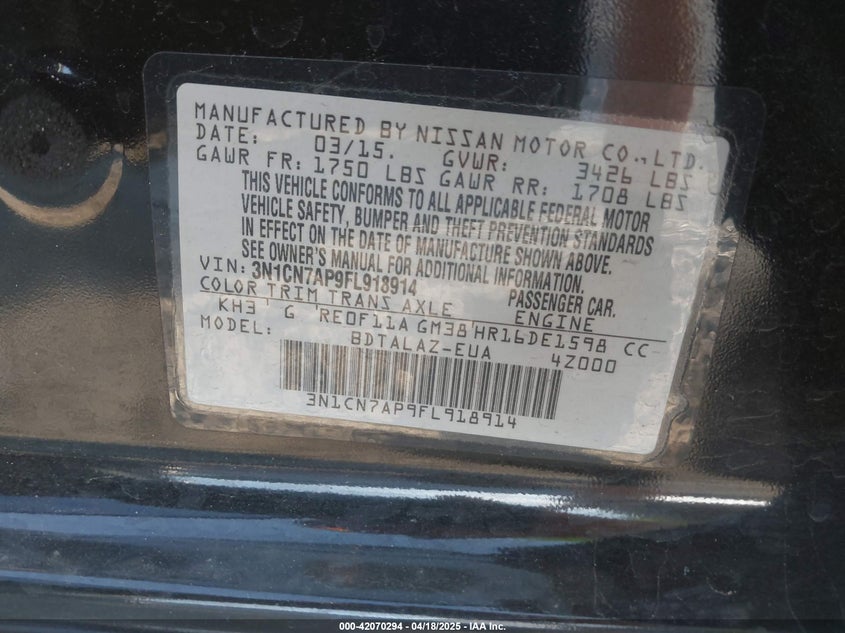 MANUFACTURED BY NISSAN MOTOR CO.,LTD.
DATE: 03/15. GVWR: 3426 LBS
GAWR FR: 1750 LBS GAWR RR: 1708 LBS
THIS VEHICLE CONFORMS TO ALL APPLICABLE FEDERAL MOTOR
VEHICLE SAFETY, BUMPER AND THEFT PREVENTION STANDARDS
IN EFFECT ON THE DATE OF MANUFACTURE SHOWN ABOVE.
SEE OWNER'S MANUAL FOR ADDITIONAL INFORMATION.
VIN: 3N1CN7AP9FL918914 PASSENGER CAR.
COLOR TRIM TRANS AXLE ENGINE
KH3 G RE0F11A GM38 HR16DE1598 CC
MODEL: BDTALAZ-EUA 4Z000
3N1CN7AP9FL918914
000-42070294 - 04/18/2025 - IAA Inc.